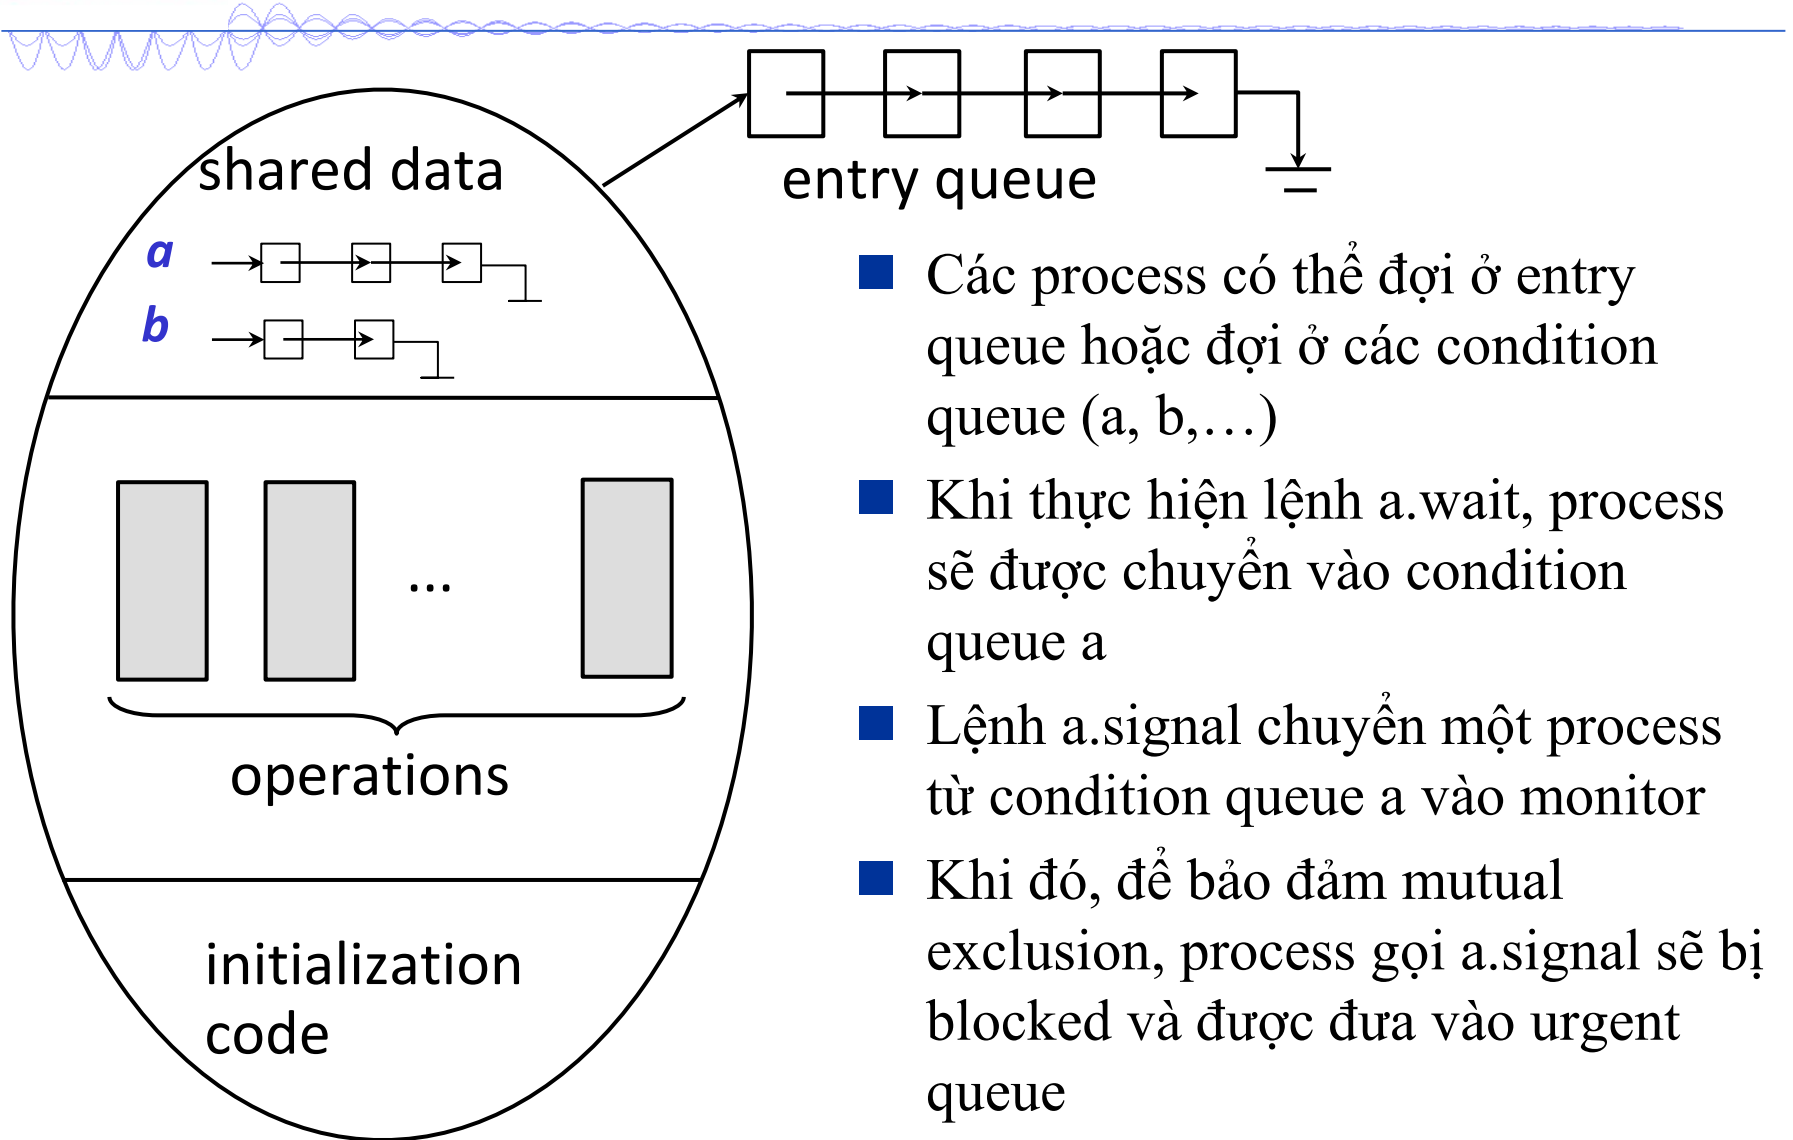 shared data
a
b
...
operations
initialization
code
entry queue
Các process có thể đợi ở entry
queue hoặc đợi ở các condition
queue (a, b,…)
Khi thực hiện lệnh a.wait, process
sẽ được chuyển vào condition
queue a
Lệnh a.signal chuyển một process
từ condition queue a vào monitor
Khi đó, để bảo đảm mutual
exclusion, process gọi a.signal sẽ bị
blocked và được đưa vào urgent
queue